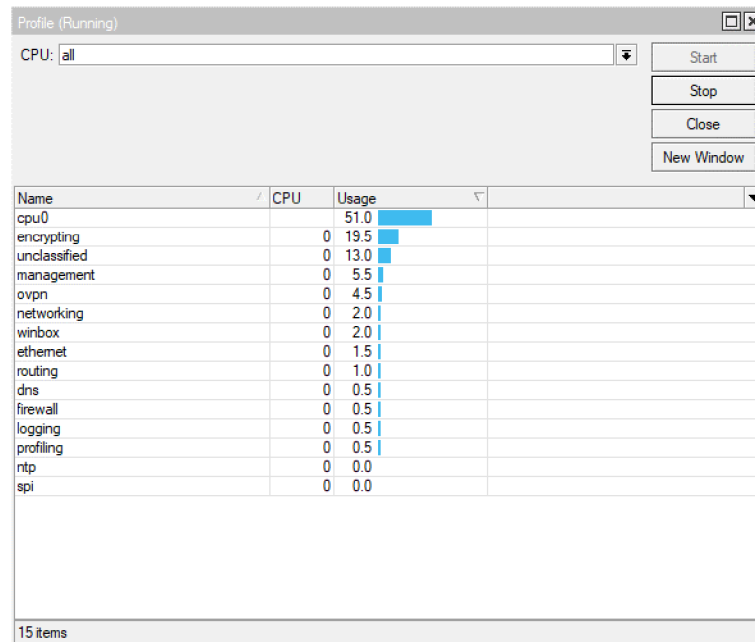 Profile (Running)
CPU: all
Start
Stop
Close
New Window
Name CPU Usage
cpu0 51.0
encrypting 0 19.5
unclassified 0 13.0
management 0 5.5
ovpn 0 4.5
networking 0 2.0
winbox 0 2.0
ethernet 0 1.5
routing 0 1.0
dns 0 0.5
firewall 0 0.5
logging 0 0.5
profiling 0 0.5
ntp 0 0.0
spi 0 0.0
15 items